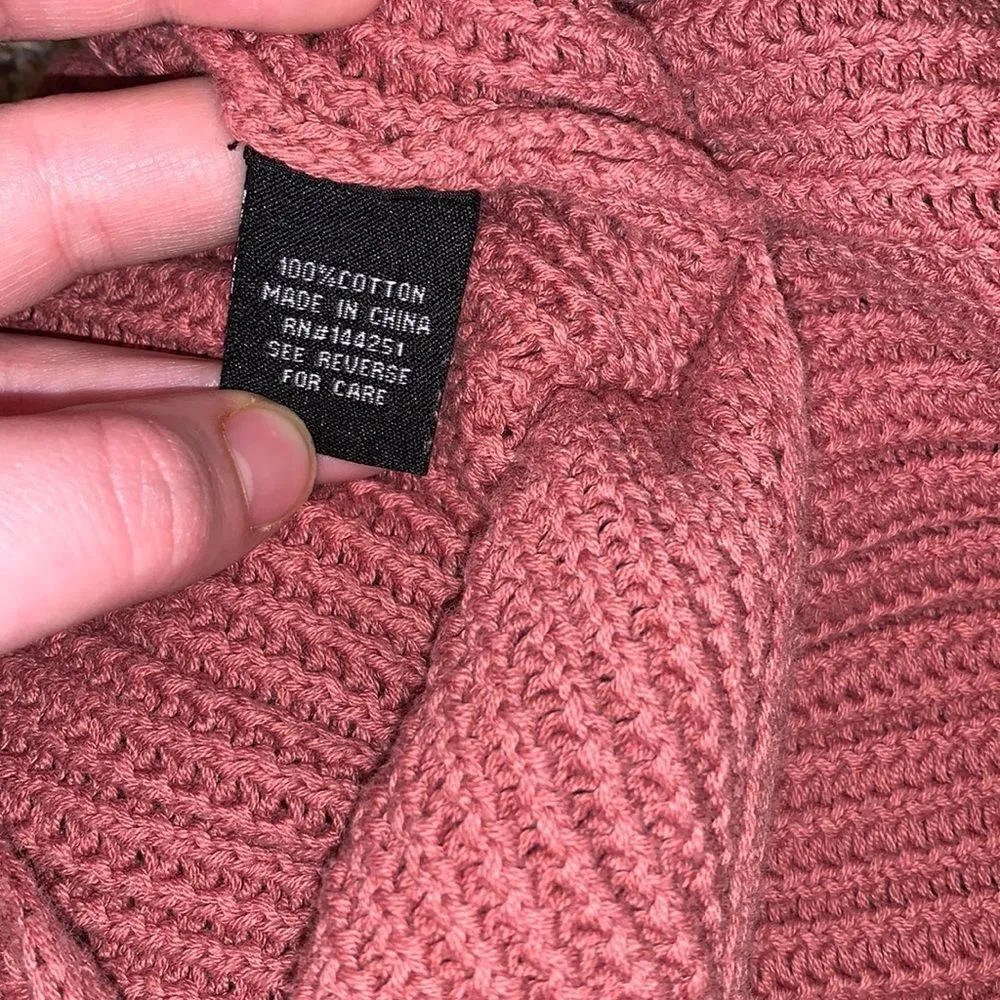 100%COTTON
MADE IN CHINA
RN#144251
SEE REVERSE
FOR CARE